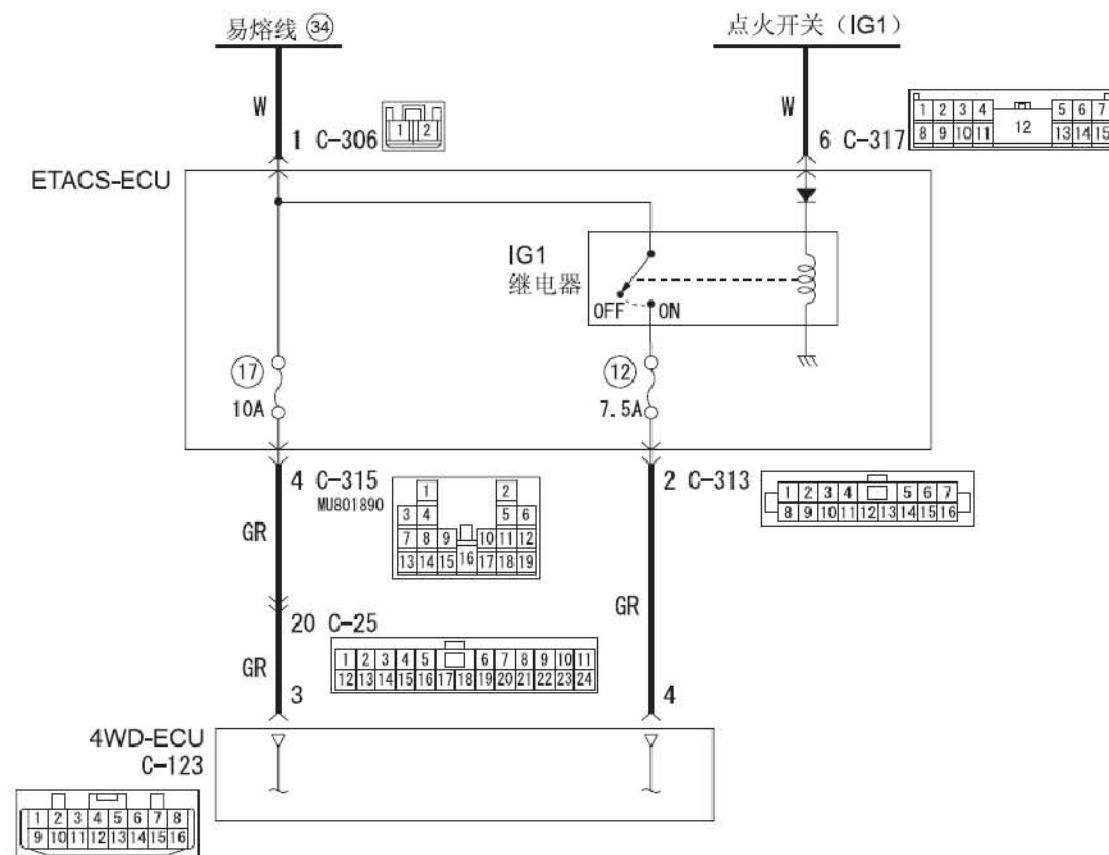 易熔线 ㉞
点火开关（IG1）
W
W
1 C-306
1 2
6 C-317
1 2 3 4 5 6 7
8 9 10 11 12 13 14 15
ETACS-ECU
IG1
继电器
OFF ON
⑰
10A
⑫
7.5A
4 C-315
MU801890
1 2
3 4 5 6
7 8 9 10 11 12
13 14 15 16 17 18 19
2 C-313
1 2 3 4 5 6 7
8 9 10 11 12 13 14 15 16
GR
GR
20 C-25
1 2 3 4 5 6 7 8 9 10 11
12 13 14 15 16 17 18 19 20 21 22 23 24
GR
3
4
4WD-ECU
C-123
1 2 3 4 5 6 7 8
9 10 11 12 13 14 15 16